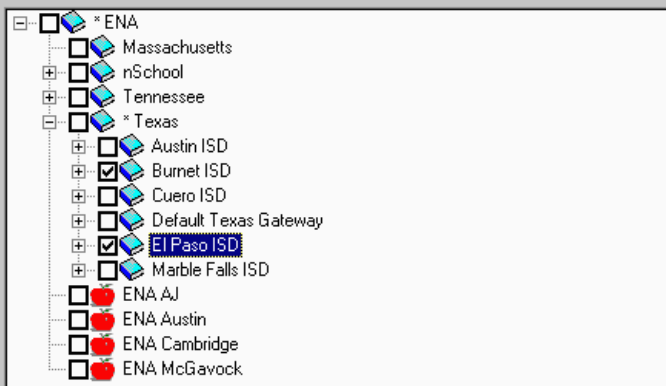 * ENA
Massachusetts
nSchool
Tennessee
* Texas
Austin ISD
Burnet ISD
Cuero ISD
Default Texas Gateway
El Paso ISD
Marble Falls ISD
ENA AJ
ENA Austin
ENA Cambridge
ENA McGavock